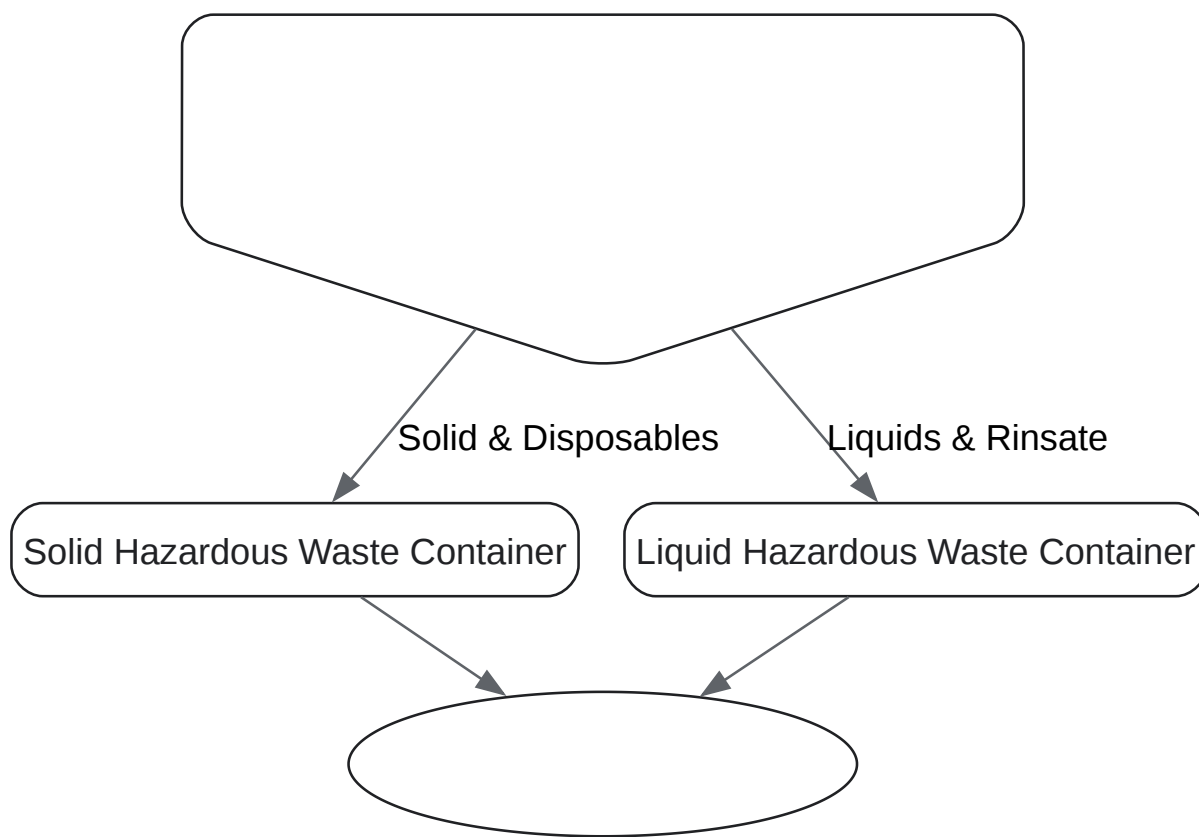 Solid & Disposables
Liquids & Rinsate
Solid Hazardous Waste Container
Liquid Hazardous Waste Container